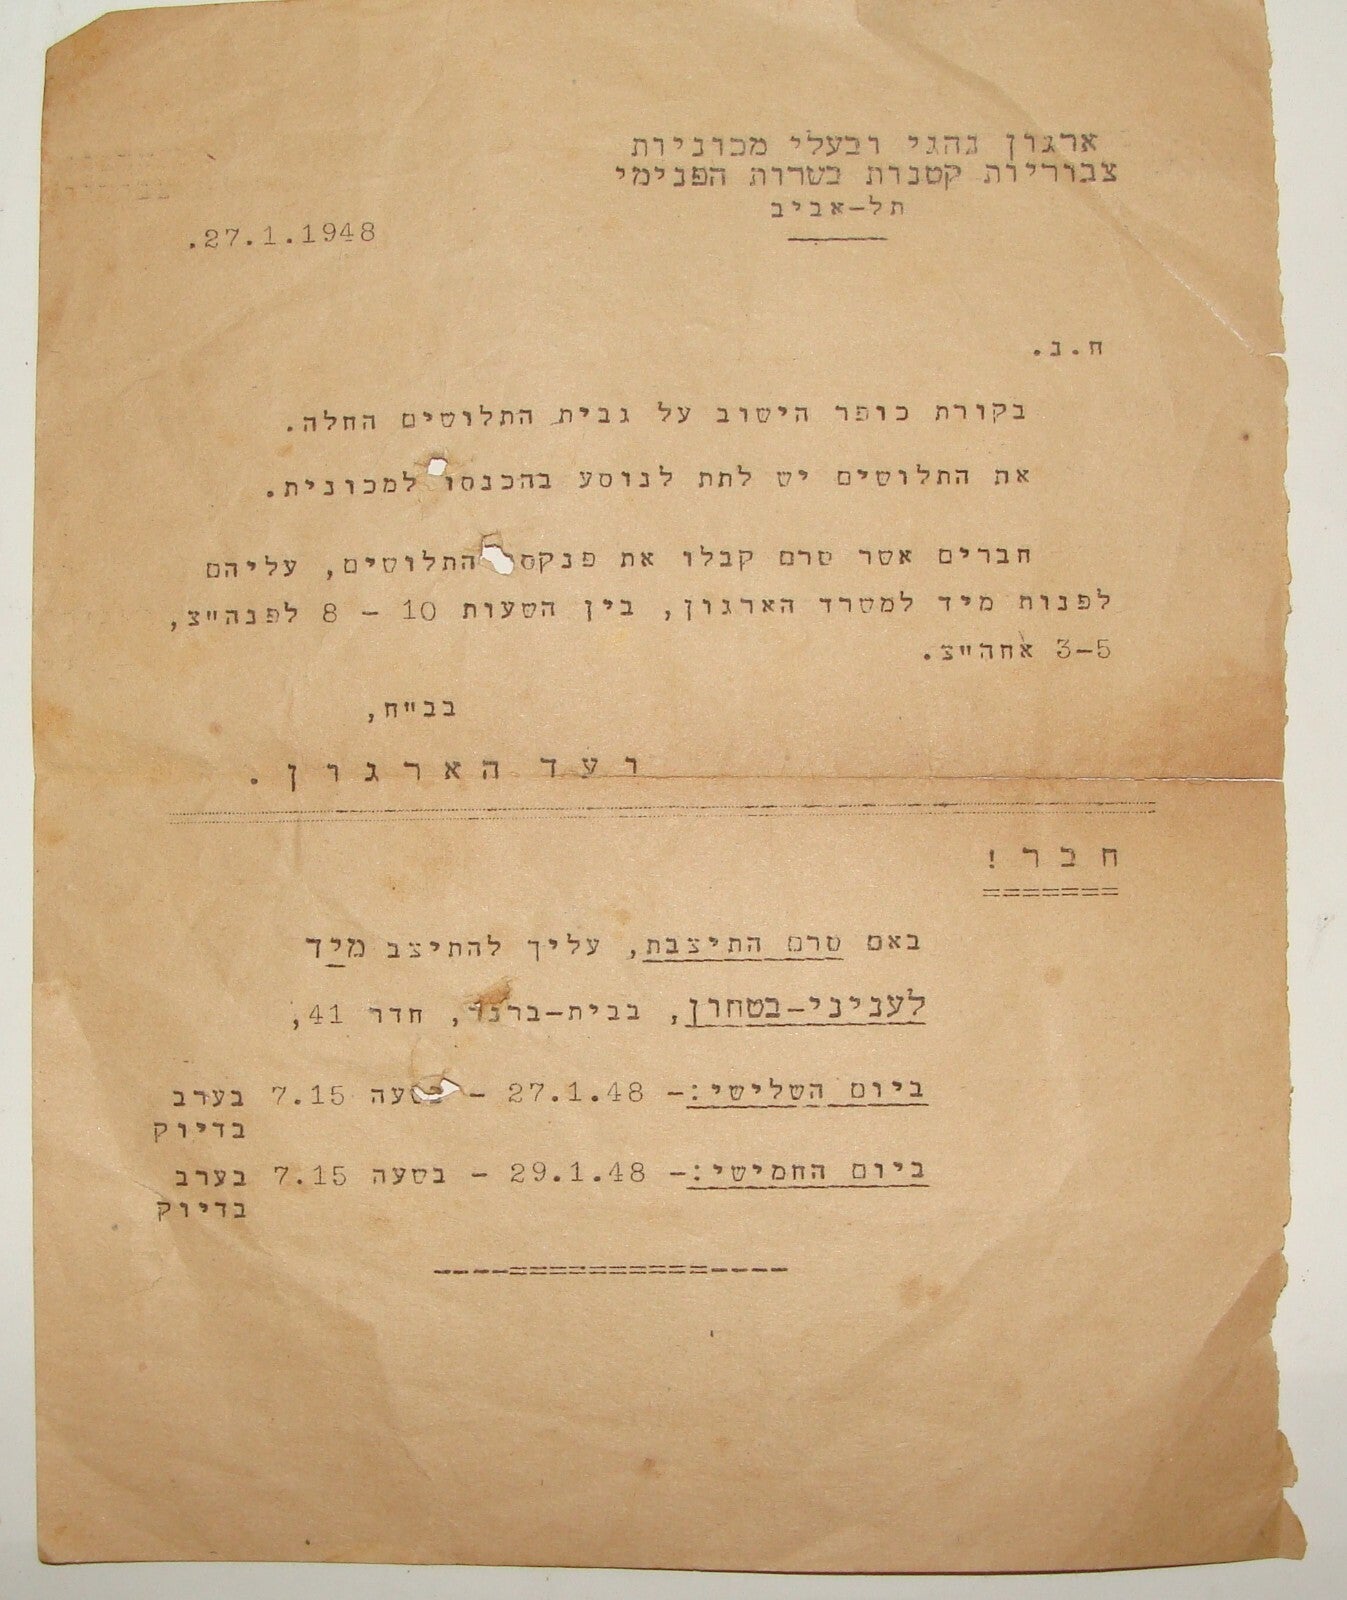 ארגון נהגי ובעלי מכוניות
צבוריות קטנות בשרות הפנימי
תל-אביב
27.1.1948.
ח.נ.
בקורת כופר הישוב על גבית התלושים החלה.
את התלושים יש לתת לנוסע בהכנסו למכונית.
חברים אשר טרם קבלו את פנקסי התלושים, עליהם
לפנות מיד למשרד הארגון, בין השעות 10 - 8 לפנה"צ,
3-5 אחה"צ.
בב"ח,
ועד הארגון.
חבר!
באם טרם התיצבת, עליך להתיצב מיד
לעניני-בטחון, בבית-ברנר, חדר 41,
ביום השלישי:- 27.1.48 - בשעה 7.15 בערב
בדיוק
ביום החמישי:- 29.1.48 - בשעה 7.15 בערב
בדיוק